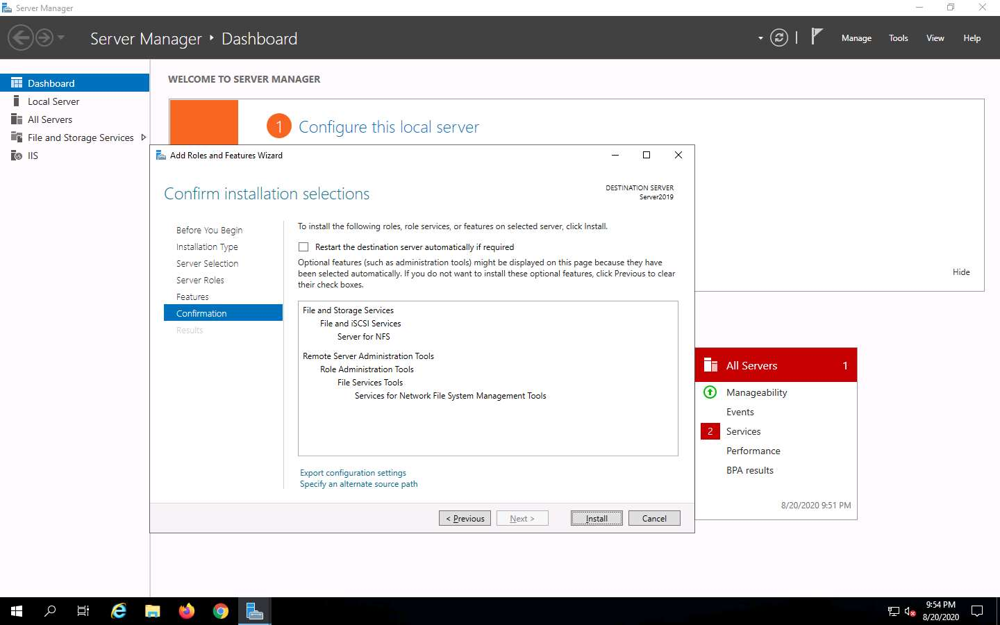 Server Manager
Server Manager ‣ Dashboard
Manage
Tools
View
Help
Dashboard
Local Server
All Servers
File and Storage Services
IIS
WELCOME TO SERVER MANAGER
1 Configure this local server
Hide
Add Roles and Features Wizard
Confirm installation selections
DESTINATION SERVER
Server2019
Before You Begin
Installation Type
Server Selection
Server Roles
Features
Confirmation
Results
To install the following roles, role services, or features on selected server, click Install.
Restart the destination server automatically if required
Optional features (such as administration tools) might be displayed on this page because they have
been selected automatically. If you do not want to install these optional features, click Previous to clear
their check boxes.
File and Storage Services
File and iSCSI Services
Server for NFS
Remote Server Administration Tools
Role Administration Tools
File Services Tools
Services for Network File System Management Tools
Export configuration settings
Specify an alternate source path
< Previous
Next >
Install
Cancel
All Servers 1
Manageability
Events
2 Services
Performance
BPA results
8/20/2020 9:51 PM
9:54 PM
8/20/2020